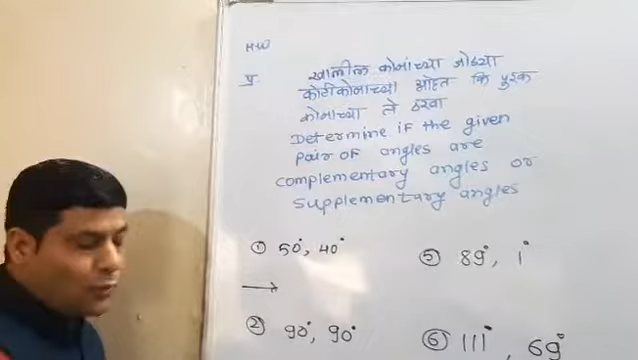 H.W
प्र. खालील कोनांच्या जोड्या
कोटीकोनाच्या आहेत कि पुरक
कोनाच्या ते ठरवा
Determine if the given
pair of angles are
complementary angles or
supplementary angles
① 50°, 40°
⑤ 89°, 1°
→
② 90°, 90°
⑥ 111°, 69°